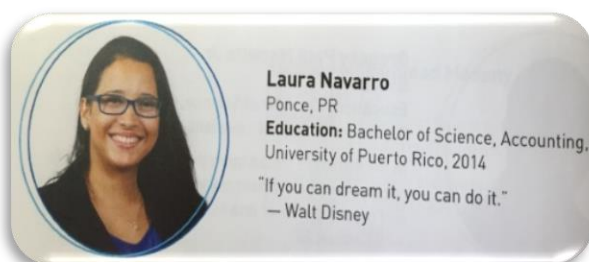 Laura Navarro
Ponce, PR
Education: Bachelor of Science, Accounting,
University of Puerto Rico, 2014
“If you can dream it, you can do it.”
— Walt Disney